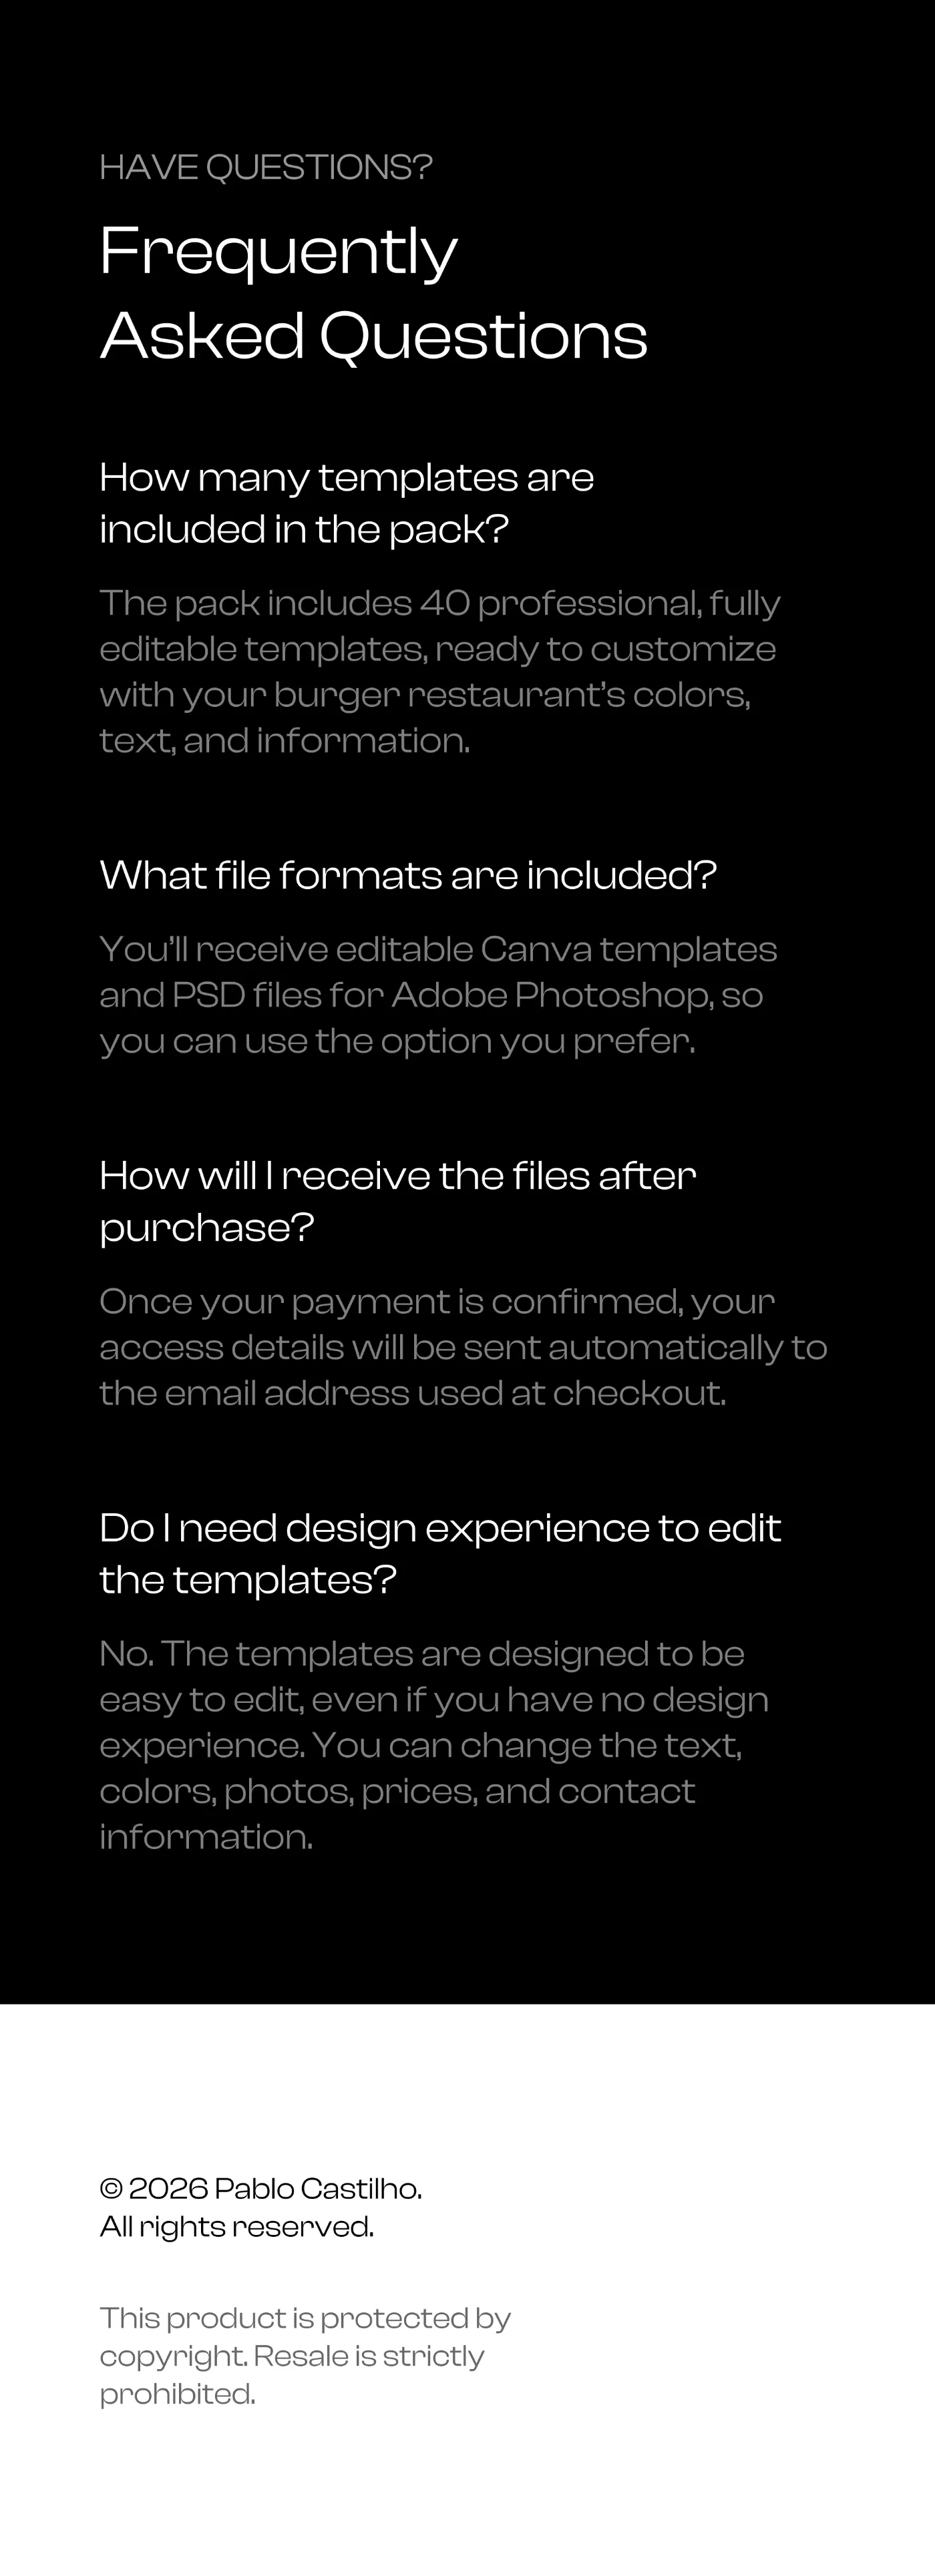 HAVE QUESTIONS?
Frequently
Asked Questions
How many templates are
included in the pack?
The pack includes 40 professional, fully
editable templates, ready to customize
with your burger restaurant’s colors,
text, and information.
What file formats are included?
You’ll receive editable Canva templates
and PSD files for Adobe Photoshop, so
you can use the option you prefer.
How will I receive the files after
purchase?
Once your payment is confirmed, your
access details will be sent automatically to
the email address used at checkout.
Do I need design experience to edit
the templates?
No. The templates are designed to be
easy to edit, even if you have no design
experience. You can change the text,
colors, photos, prices, and contact
information.
© 2026 Pablo Castilho.
All rights reserved.
This product is protected by
copyright. Resale is strictly
prohibited.